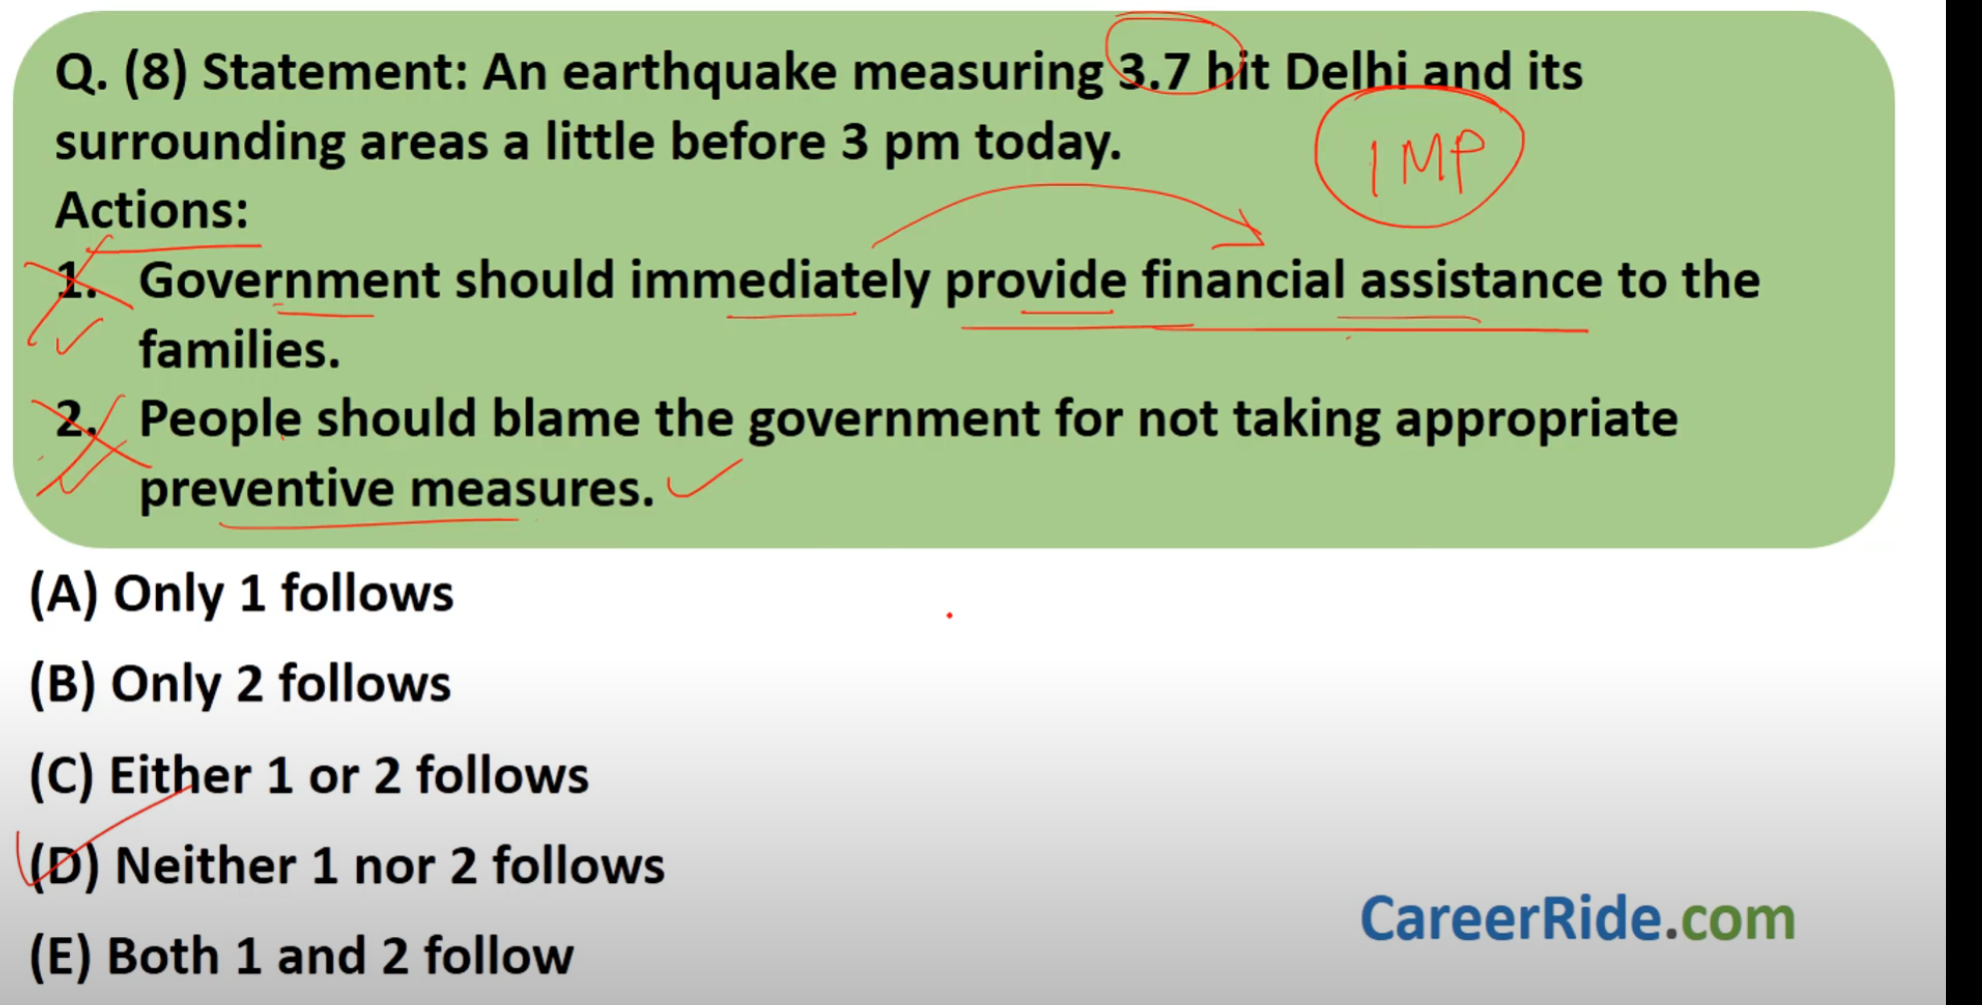 Q. (8) Statement: An earthquake measuring 3.7 hit Delhi and its
surrounding areas a little before 3 pm today.
IMP
Actions:
1. Government should immediately provide financial assistance to the
families.
2. People should blame the government for not taking appropriate
preventive measures.
(A) Only 1 follows
(B) Only 2 follows
(C) Either 1 or 2 follows
(D) Neither 1 nor 2 follows
(E) Both 1 and 2 follow
CareerRide.com